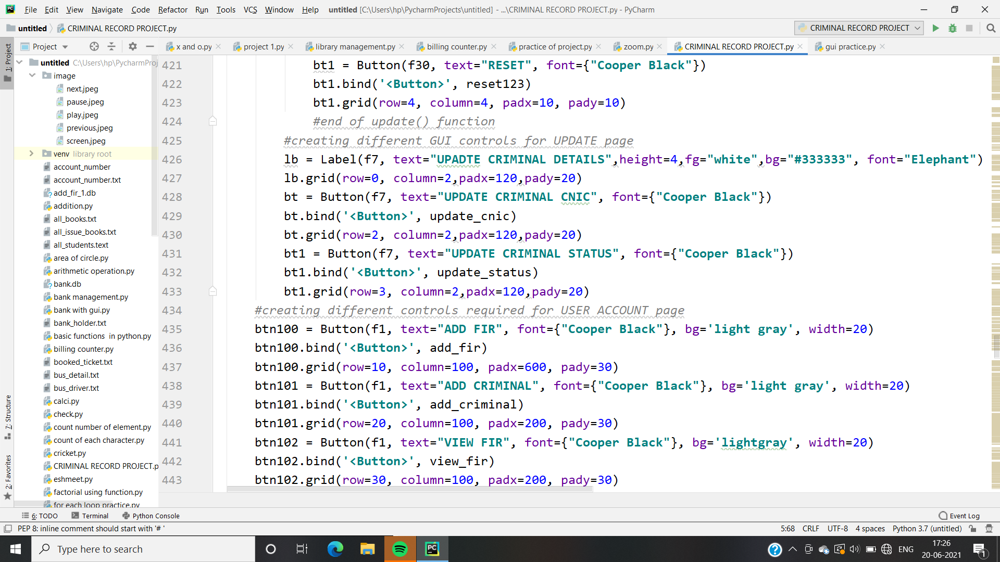 File Edit View Navigate Code Refactor Run Tools VCS Window Help untitled [C:\Users\hp\PycharmProjects\untitled] - ...\CRIMINAL RECORD PROJECT.py - PyCharm
untitled CRIMINAL RECORD PROJECT.py
CRIMINAL RECORD PROJECT
Project
x and o.py project 1.py library management.py billing counter.py practice of project.py zoom.py CRIMINAL RECORD PROJECT.py gui practice.py
1: Project
7: Structure
2: Favorites
untitled C:\Users\hp\PycharmProj
image
next.jpeg
pause.jpeg
play.jpeg
previous.jpeg
screen.jpeg
venv library root
account_number
account_number.txt
add_fir_1.db
addition.py
all_books.txt
all_issue_books.txt
all_students.text
area of circle.py
arithmetic operation.py
bank.db
bank management.py
bank with gui.py
bank_holder.txt
basic functions  in python.py
billing counter.py
booked_ticket.txt
bus_detail.txt
bus_driver.txt
calci.py
check.py
count number of element.py
count of each character.py
cricket.py
CRIMINAL RECORD PROJECT.p
eshmeet.py
factorial using function.py
for each loop practice.py
421 bt1 = Button(f30, text="RESET", font={"Cooper Black"})
422 bt1.bind('<Button>', reset123)
423 bt1.grid(row=4, column=4, padx=10, pady=10)
424 #end of update() function
425 #creating different GUI controls for UPDATE page
426 lb = Label(f7, text="UPADTE CRIMINAL DETAILS",height=4,fg="white",bg="#333333", font="Elephant")
427 lb.grid(row=0, column=2,padx=120,pady=20)
428 bt = Button(f7, text="UPDATE CRIMINAL CNIC", font={"Cooper Black"})
429 bt.bind('<Button>', update_cnic)
430 bt.grid(row=2, column=2,padx=120,pady=20)
431 bt1 = Button(f7, text="UPDATE CRIMINAL STATUS", font={"Cooper Black"})
432 bt1.bind('<Button>', update_status)
433 bt1.grid(row=3, column=2,padx=120,pady=20)
434 #creating different controls required for USER ACCOUNT page
435 btn100 = Button(f1, text="ADD FIR", font={"Cooper Black"}, bg='light gray', width=20)
436 btn100.bind('<Button>', add_fir)
437 btn100.grid(row=10, column=100, padx=600, pady=30)
438 btn101 = Button(f1, text="ADD CRIMINAL", font={"Cooper Black"}, bg='light gray', width=20)
439 btn101.bind('<Button>', add_criminal)
440 btn101.grid(row=20, column=100, padx=200, pady=30)
441 btn102 = Button(f1, text="VIEW FIR", font={"Cooper Black"}, bg='lightgray', width=20)
442 btn102.bind('<Button>', view_fir)
443 btn102.grid(row=30, column=100, padx=200, pady=30)
6: TODO Terminal Python Console Event Log
PEP 8: inline comment should start with '# ' 5:68 CRLF UTF-8 4 spaces Python 3.7 (untitled)
Type here to search
PC
ENG
17:26
20-06-2021
1